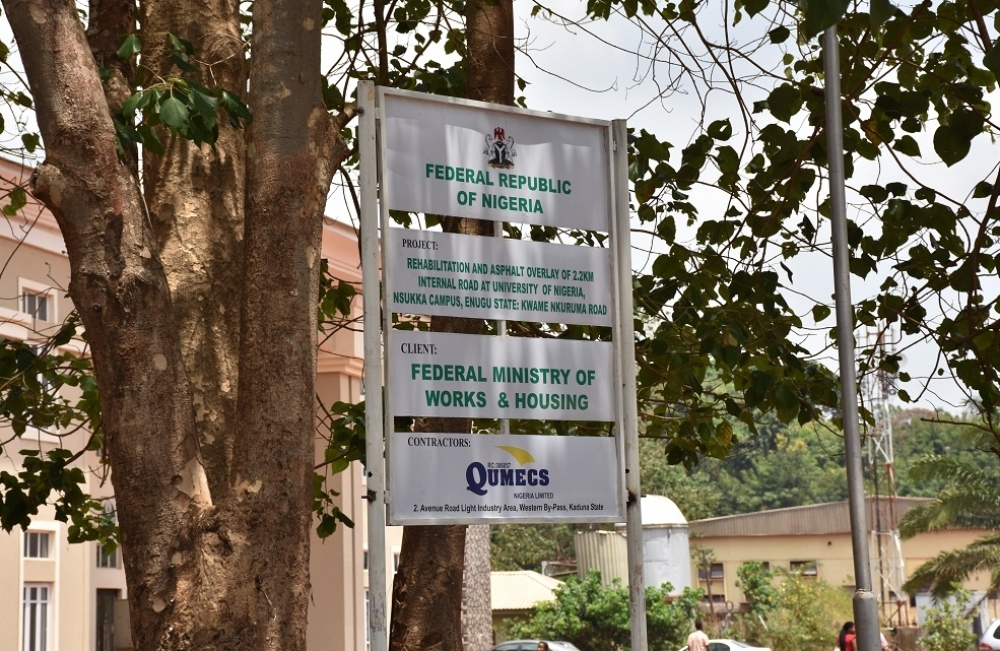 FEDERAL REPUBLIC
OF NIGERIA
PROJECT:
REHABILITATION AND ASPHALT OVERLAY OF 2.2KM
INTERNAL ROAD AT UNIVERSITY OF NIGERIA,
NSUKKA CAMPUS, ENUGU STATE: KWAME NKURUMA ROAD
CLIENT:
FEDERAL MINISTRY OF
WORKS & HOUSING
CONTRACTORS:
QUMECS
NIGERIA LIMITED
2. Avenue Road Light Industry Area, Western By-Pass, Kaduna State